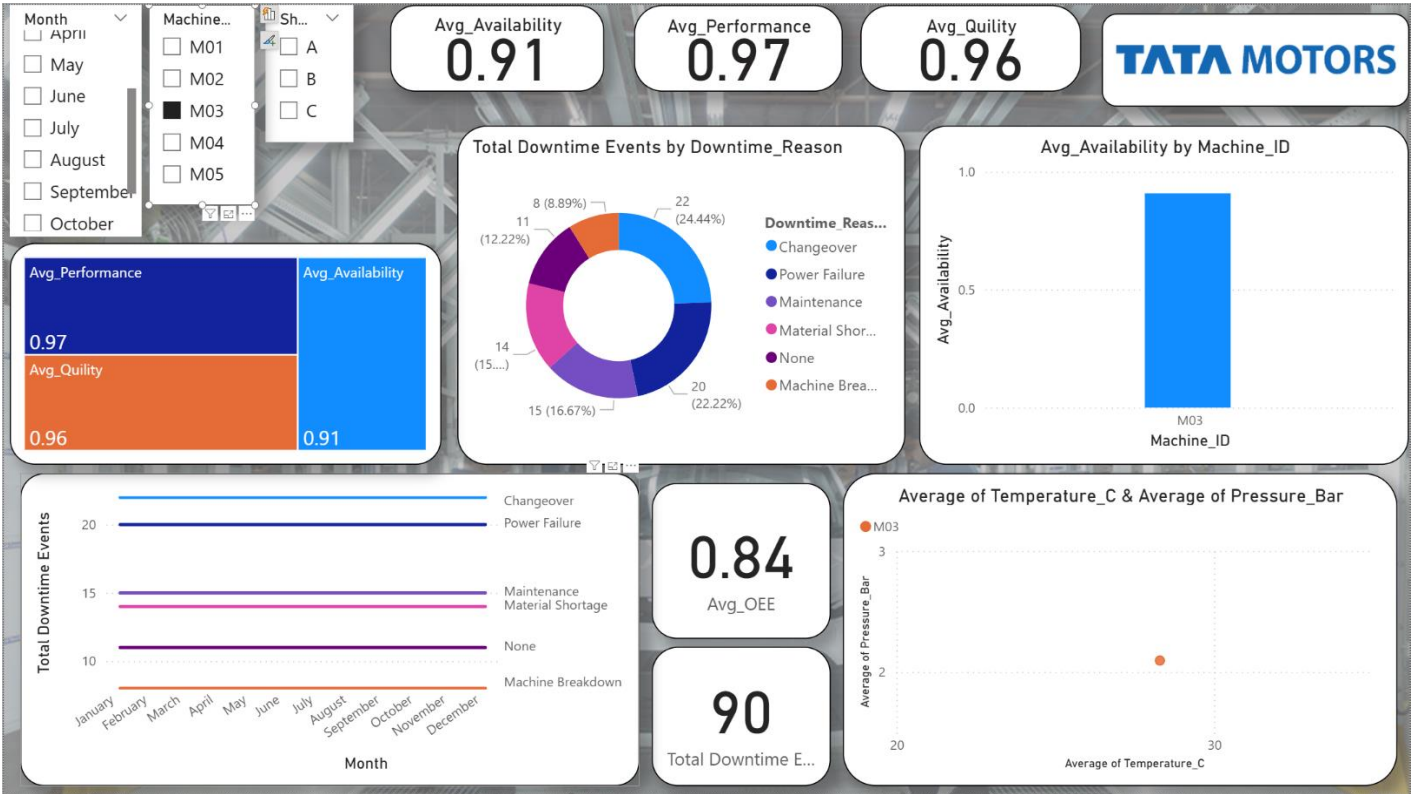 Month
April
May
June
July
August
September
October
Machine...
M01
M02
M03
M04
M05
Sh...
A
B
C
Avg_Availability
0.91
Avg_Performance
0.97
Avg_Quility
0.96
TATA MOTORS
Avg_Performance
0.97
Avg_Quility
0.96
Avg_Availability
0.91
Total Downtime Events by Downtime_Reason
22
(24.44%)
20
(22.22%)
15 (16.67%)
14
(15....)
11
(12.22%)
8 (8.89%)
Downtime_Reas...
Changeover
Power Failure
Maintenance
Material Shor...
None
Machine Brea...
Avg_Availability by Machine_ID
Avg_Availability
1.0
0.5
0.0
M03
Machine_ID
Total Downtime Events
20
15
10
Changeover
Power Failure
Maintenance
Material Shortage
None
Machine Breakdown
January
February
March
April
May
June
July
August
September
October
November
December
Month
0.84
Avg_OEE
90
Total Downtime E...
Average of Temperature_C & Average of Pressure_Bar
M03
Average of Pressure_Bar
3
2
20
30
Average of Temperature_C